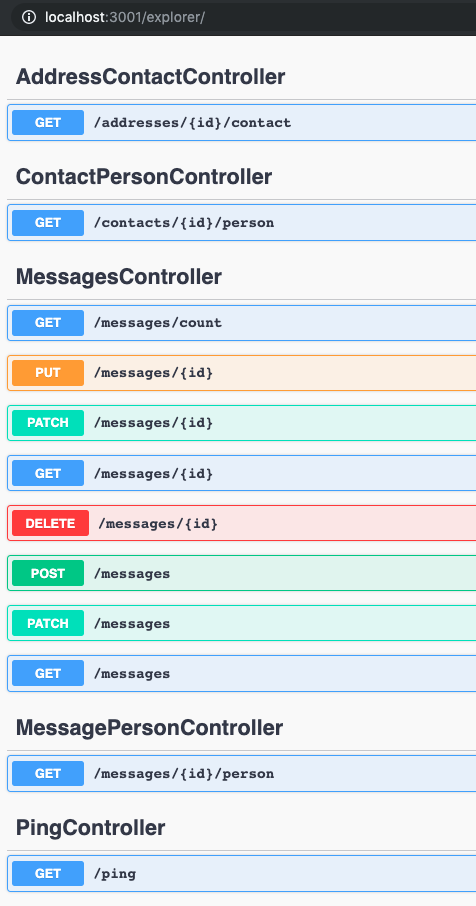 localhost:3001/explorer/
AddressContactController
GET /addresses/{id}/contact
ContactPersonController
GET /contacts/{id}/person
MessagesController
GET /messages/count
PUT /messages/{id}
PATCH /messages/{id}
GET /messages/{id}
DELETE /messages/{id}
POST /messages
PATCH /messages
GET /messages
MessagePersonController
GET /messages/{id}/person
PingController
GET /ping